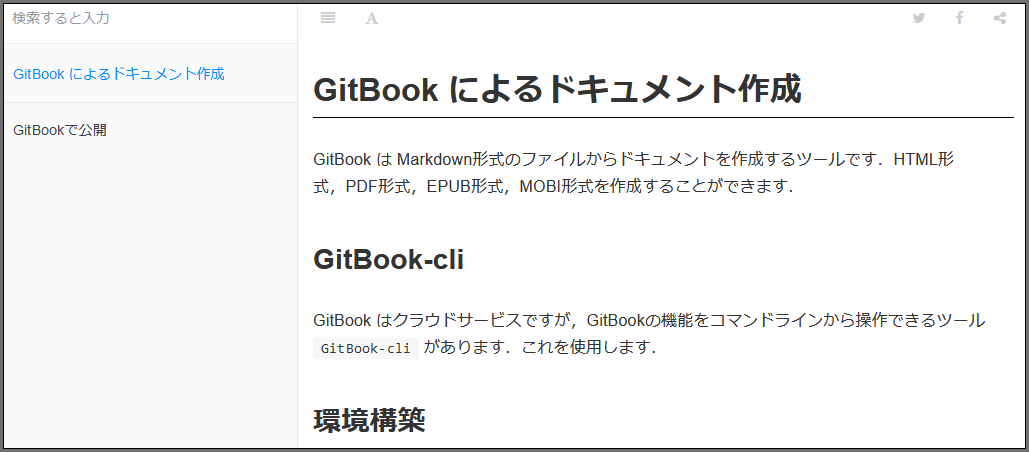 検索すると入力
GitBook によるドキュメント作成
GitBookで公開
A
GitBook によるドキュメント作成
GitBook は Markdown形式のファイルからドキュメントを作成するツールです．HTML形
式，PDF形式，EPUB形式，MOBI形式を作成することができます．
GitBook-cli
GitBook はクラウドサービスですが，GitBookの機能をコマンドラインから操作できるツール
GitBook-cli があります．これを使用します．
環境構築